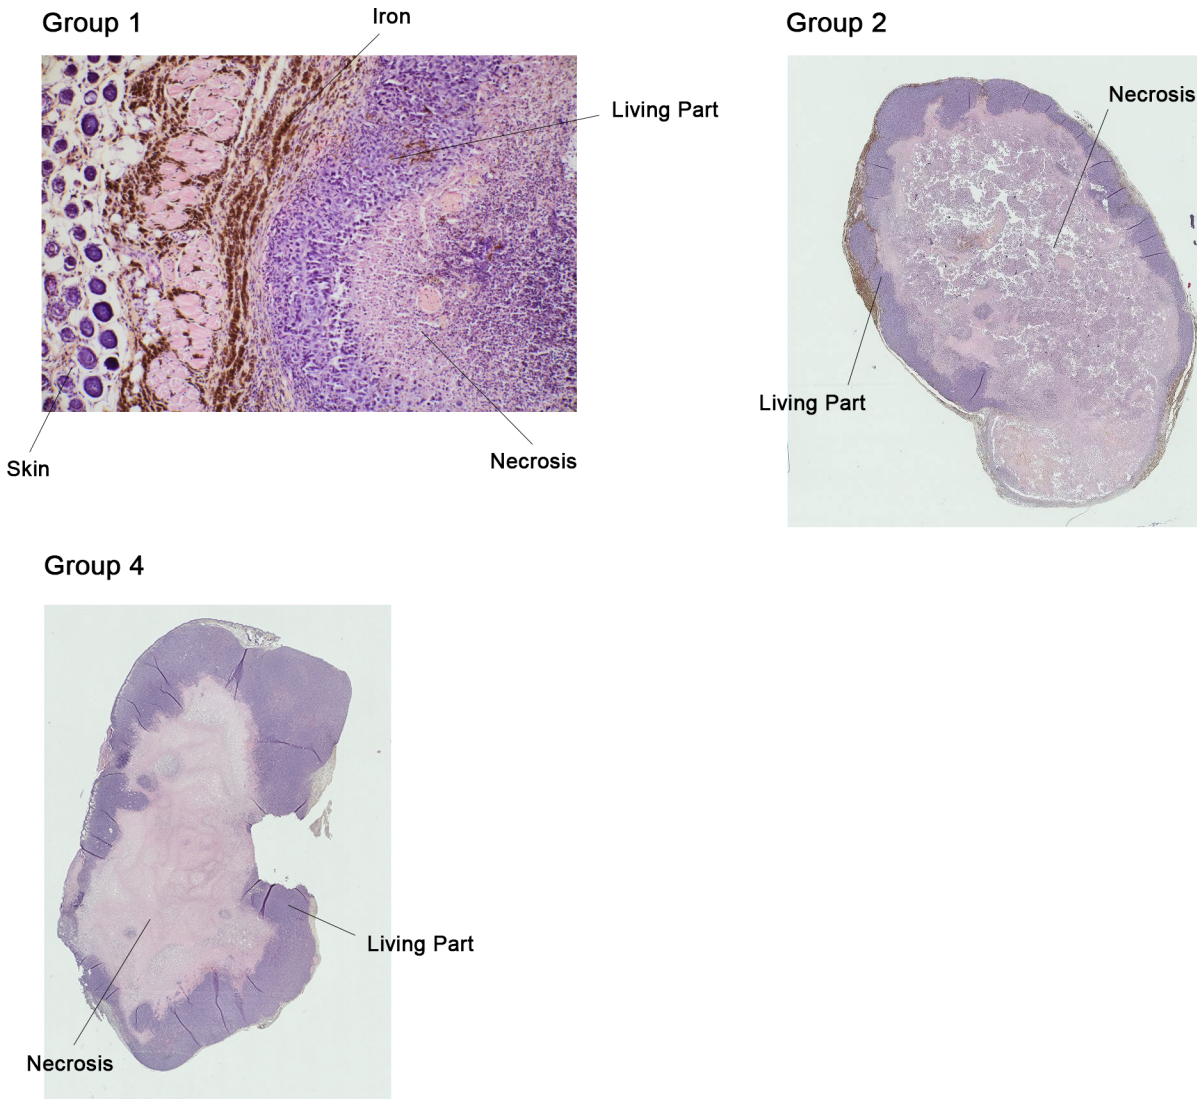 Group 1
Iron
Living Part
Skin
Necrosis
Group 2
Necrosis
Living Part
Group 4
Living Part
Necrosis